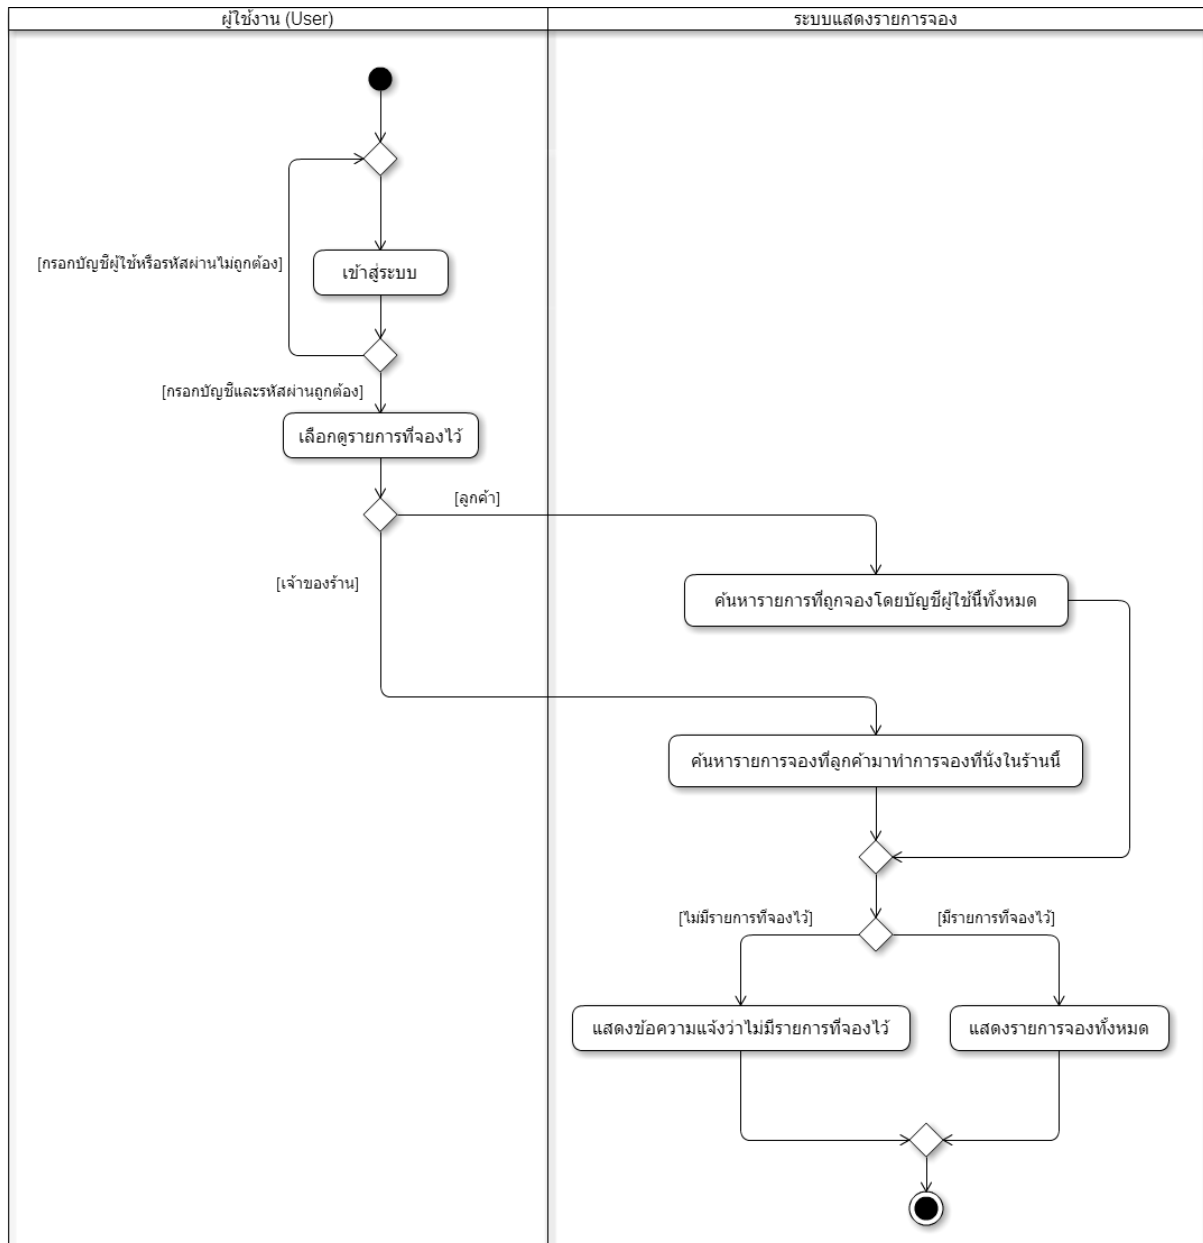 ผู้ใช้งาน (User)
ระบบแสดงรายการจอง
[กรอกบัญชีผู้ใช้หรือรหัสผ่านไม่ถูกต้อง]
เข้าสู่ระบบ
[กรอกบัญชีและรหัสผ่านถูกต้อง]
เลือกดูรายการที่จองไว้
[ลูกค้า]
[เจ้าของร้าน]
ค้นหารายการที่ถูกจองโดยบัญชีผู้ใช้นี้ทั้งหมด
ค้นหารายการจองที่ลูกค้ามาทำการจองที่นั่งในร้านนี้
[ไม่มีรายการที่จองไว้]
[มีรายการที่จองไว้]
แสดงข้อความแจ้งว่าไม่มีรายการที่จองไว้
แสดงรายการจองทั้งหมด